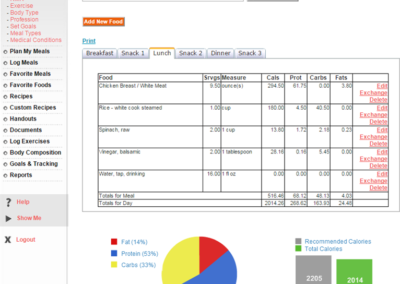 Exercise
Body Type
Profession
Set Goals
Meal Types
Medical Conditions
Plan My Meals
Log Meals
Favorite Meals
Favorite Foods
Recipes
Custom Recipes
Handouts
Documents
Log Exercises
Body Composition
Goals & Tracking
Reports
Help
Show Me
Logout
Add New Food
Print
Breakfast Snack 1 Lunch Snack 2 Dinner Snack 3
Food Srvgs Measure Cals Prot Carbs Fats
Chicken Breast / White Meat 9.50 ounce(s) 294.50 61.75 0.00 3.80 Edit
Exchange
Delete
Rice - white cook steamed 1.00 cup 180.00 4.50 40.50 0.00 Edit
Exchange
Delete
Spinach, raw 2.00 1 cup 13.80 1.72 2.18 0.23 Edit
Exchange
Delete
Vinegar, balsamic 2.00 1 tablespoon 28.16 0.16 5.45 0.00 Edit
Exchange
Delete
Water, tap, drinking 16.00 1 fl oz 0.00 0.00 0.00 0.00 Edit
Exchange
Delete
Totals for Meal 516.46 68.12 48.13 4.03
Totals for Day 2014.26 268.62 163.93 24.48
Fat (14%)
Protein (53%)
Carbs (33%)
Recommended Calories
Total Calories
2205
2014